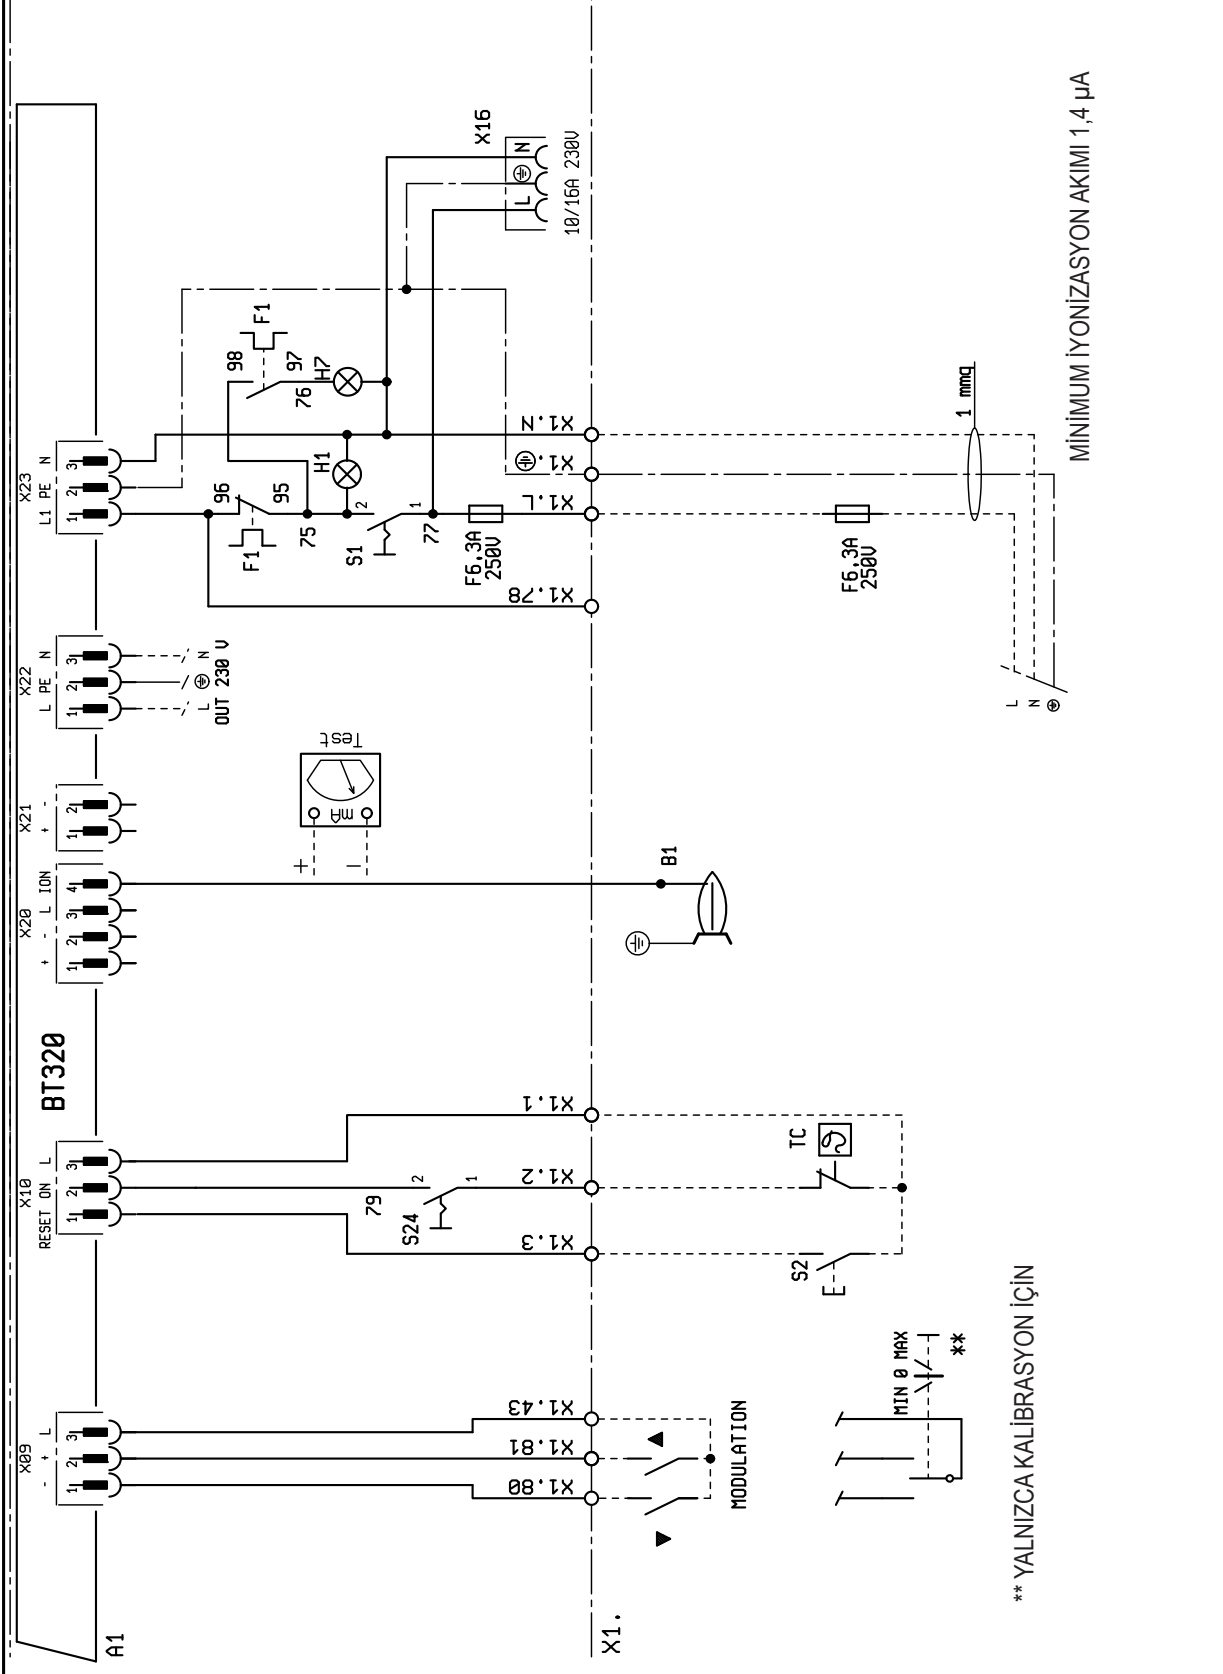 X09
- + L
1 2 3
X10
RESET ON L
1 2 3
BT320
X20
+ - L ION
1 2 3 4
X21
+ -
1 2
X22
L PE N
1 2 3
X23
L1 PE N
1 2 3
A1
L N
OUT 230 V
96
95
F1
98
97
F1
76
H7
H1
75
S1
2
1
77
F6,3A
250V
X16
L N
10/16A 230V
Test
mA
+ -
79
S24
2
1
X1.80
X1.81
X1.43
X1.3
X1.2
X1.1
X1.78
X1.L
X1.
X1.N
X1.
B1
MODULATION
S2
TC
F6,3A
250V
1 mmq
MIN 0 MAX
**
L
N
** YALNIZCA KALİBRASYON İÇİN
MİNİMUM İYONİZASYON AKIMI 1,4 µA